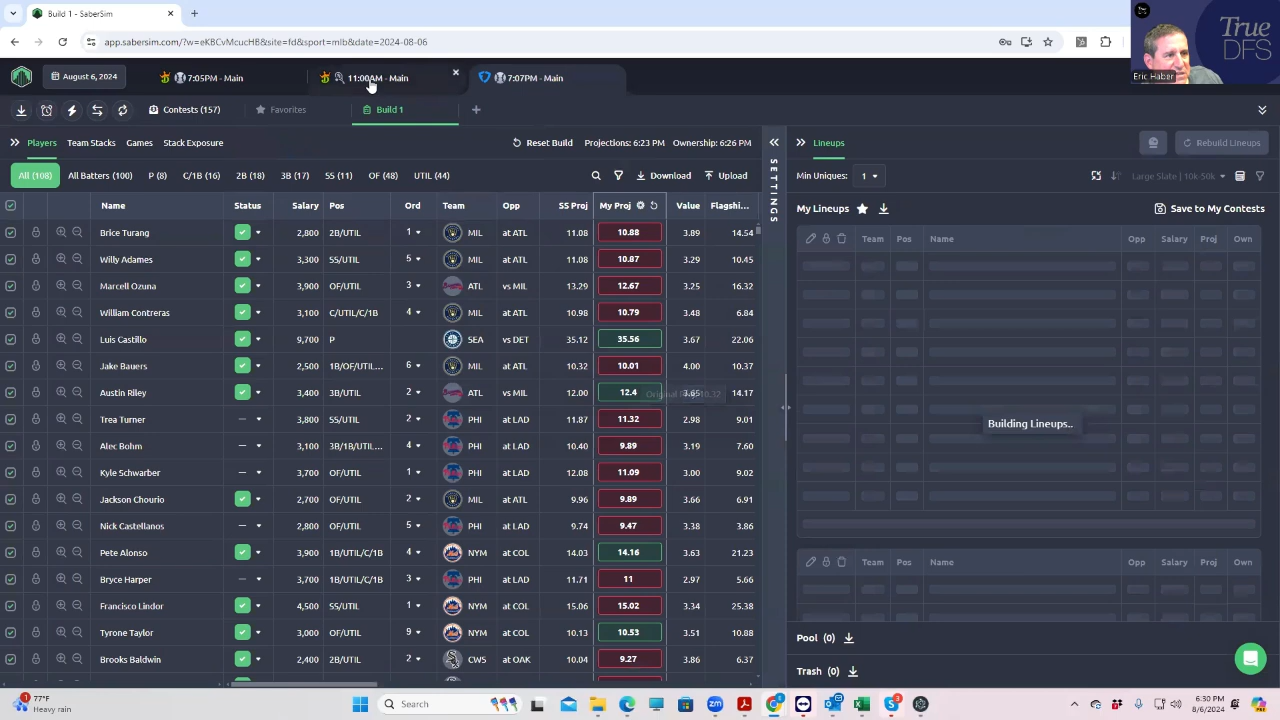 Build 1 - SaberSim
app.sabersim.com/?w=eKBCvMcucHB&site=fd&sport=mlb&date=2024-08-06
True DFS
Eric Haber
August 6, 2024
7:05PM - Main
11:00AM - Main
7:07PM - Main
Contests (157)
Favorites
Build 1
Players Team Stacks Games Stack Exposure
Reset Build
Projections: 6:23 PM Ownership: 6:26 PM
SETTINGS
Lineups
Rebuild Lineups
All (108) All Batters (100) P (8) C/1B (16) 2B (18) 3B (17) SS (11) OF (48) UTIL (44)
Download Upload
Min Uniques: 1
Large Slate | 10k-50k
Name Status Salary Pos Ord Team Opp SS Proj My Proj Value Flagshi...
Brice Turang 2,800 2B/UTIL 1 MIL at ATL 11.08 10.88 3.89 14.54
Willy Adames 3,300 SS/UTIL 5 MIL at ATL 11.08 10.87 3.29 10.45
Marcell Ozuna 3,900 OF/UTIL 3 ATL vs MIL 13.29 12.67 3.25 16.32
William Contreras 3,100 C/UTIL/C/1B 4 MIL at ATL 10.98 10.79 3.48 6.84
Luis Castillo 9,700 P SEA vs DET 35.12 35.56 3.67 22.06
Jake Bauers 2,500 1B/OF/UTIL... 6 MIL at ATL 10.32 10.01 4.00 10.37
Austin Riley 3,400 3B/UTIL 2 ATL vs MIL 12.00 12.4 3.65 14.17
Trea Turner 3,800 SS/UTIL 2 PHI at LAD 11.87 11.32 2.98 9.01
Alec Bohm 3,100 3B/1B/UTI... 4 PHI at LAD 10.40 9.89 3.19 7.60
Kyle Schwarber 3,700 OF/UTIL 1 PHI at LAD 12.08 11.09 3.00 9.02
Jackson Chourio 2,700 OF/UTIL 2 MIL at ATL 9.96 9.89 3.66 6.91
Nick Castellanos 2,800 OF/UTIL 5 PHI at LAD 9.74 9.47 3.38 3.86
Pete Alonso 3,900 1B/UTIL/C/1B 4 NYM at COL 14.03 14.16 3.63 21.23
Bryce Harper 3,700 1B/UTIL/C/1B 3 PHI at LAD 11.71 11 2.97 5.66
Francisco Lindor 4,500 SS/UTIL 1 NYM at COL 15.06 15.02 3.34 25.38
Tyrone Taylor 3,000 OF/UTIL 9 NYM at COL 10.13 10.53 3.51 10.88
Brooks Baldwin 2,400 2B/UTIL 2 CWS at OAK 10.04 9.27 3.86 6.37
My Lineups
Save to My Contests
Team Pos Name Opp Salary Proj Own
Building Lineups..
Team Pos Name Opp Salary Proj Own
Pool (0)
Trash (0)
1
77°F
Heavy rain
Search
6:30 PM
8/6/2024